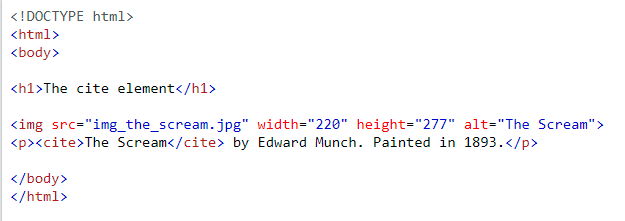 <!DOCTYPE html>
<html>
<body>
<h1>The cite element</h1>
<img src="img_the_scream.jpg" width="220" height="277" alt="The Scream">
<p><cite>The Scream</cite> by Edward Munch. Painted in 1893.</p>
</body>
</html>